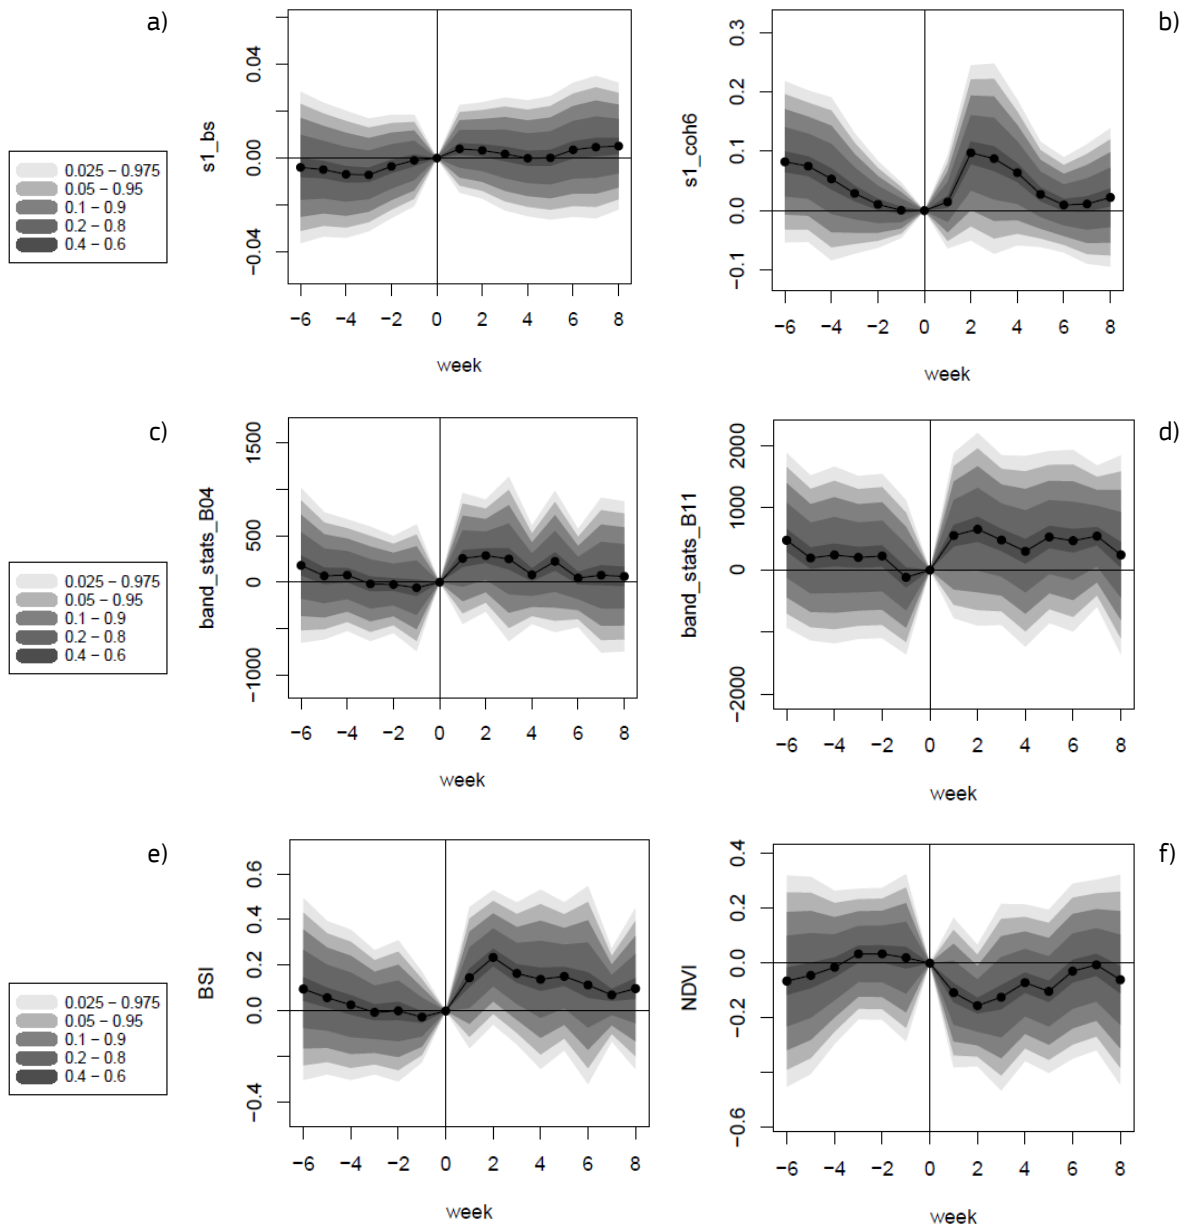 a)
s1_bs
0.04
0.00
−0.04
−6 −4 −2 0 2 4 6 8
week
0.025 − 0.975
0.05 − 0.95
0.1 − 0.9
0.2 − 0.8
0.4 − 0.6
b)
s1_coh6
0.3
0.2
0.1
0.0
−0.1
−6 −4 −2 0 2 4 6 8
week
c)
band_stats_B04
1500
500
0
−1000
−6 −4 −2 0 2 4 6 8
week
0.025 − 0.975
0.05 − 0.95
0.1 − 0.9
0.2 − 0.8
0.4 − 0.6
d)
band_stats_B11
2000
1000
0
−2000
−6 −4 −2 0 2 4 6 8
week
e)
BSI
0.6
0.4
0.2
0.0
−0.4
−6 −4 −2 0 2 4 6 8
week
0.025 − 0.975
0.05 − 0.95
0.1 − 0.9
0.2 − 0.8
0.4 − 0.6
f)
NDVI
0.4
0.2
0.0
−0.2
−0.6
−6 −4 −2 0 2 4 6 8
week